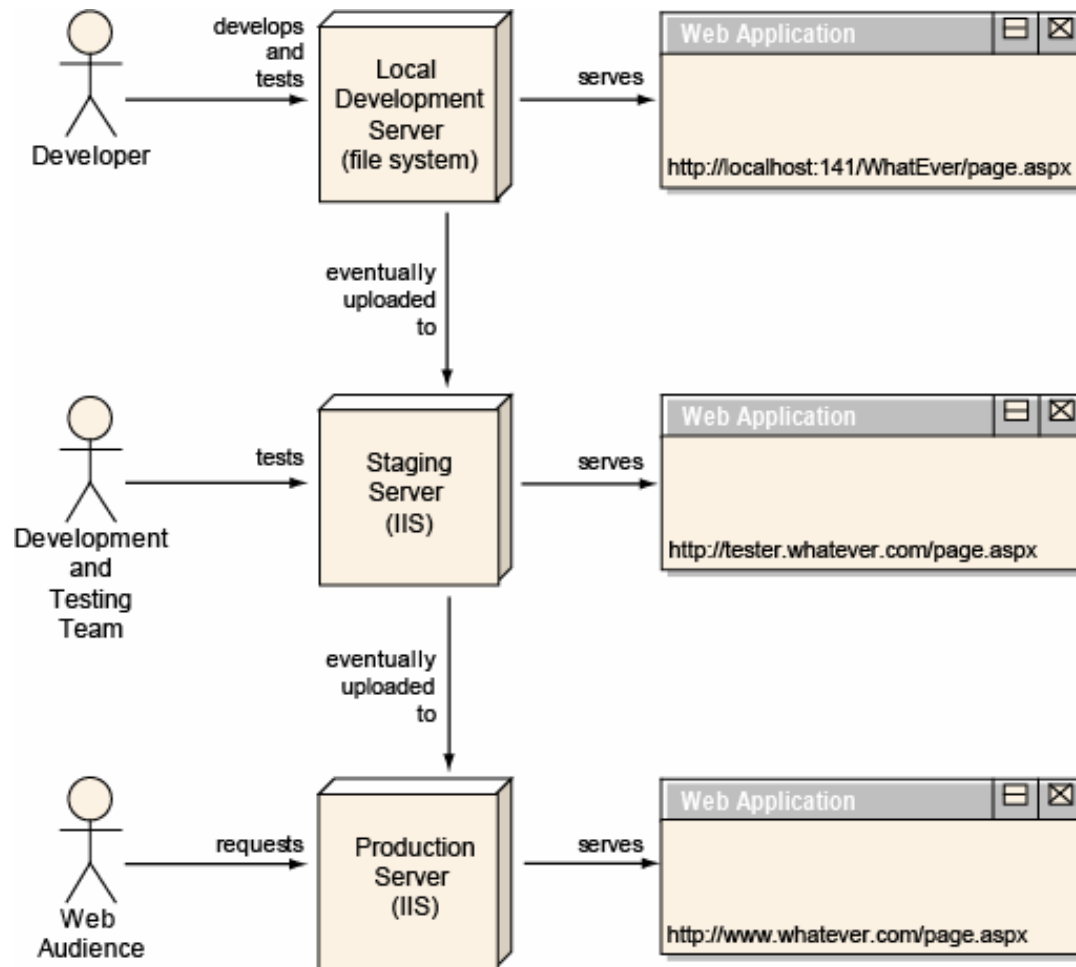 develops
and
tests
Developer
Local
Development
Server
(file system)
serves
Web Application
http://localhost:141/WhatEver/page.aspx
eventually
uploaded
to
Development
and
Testing
Team
tests
Staging
Server
(IIS)
serves
Web Application
http://tester.whatever.com/page.aspx
eventually
uploaded
to
Web
Audience
requests
Production
Server
(IIS)
serves
Web Application
http://www.whatever.com/page.aspx